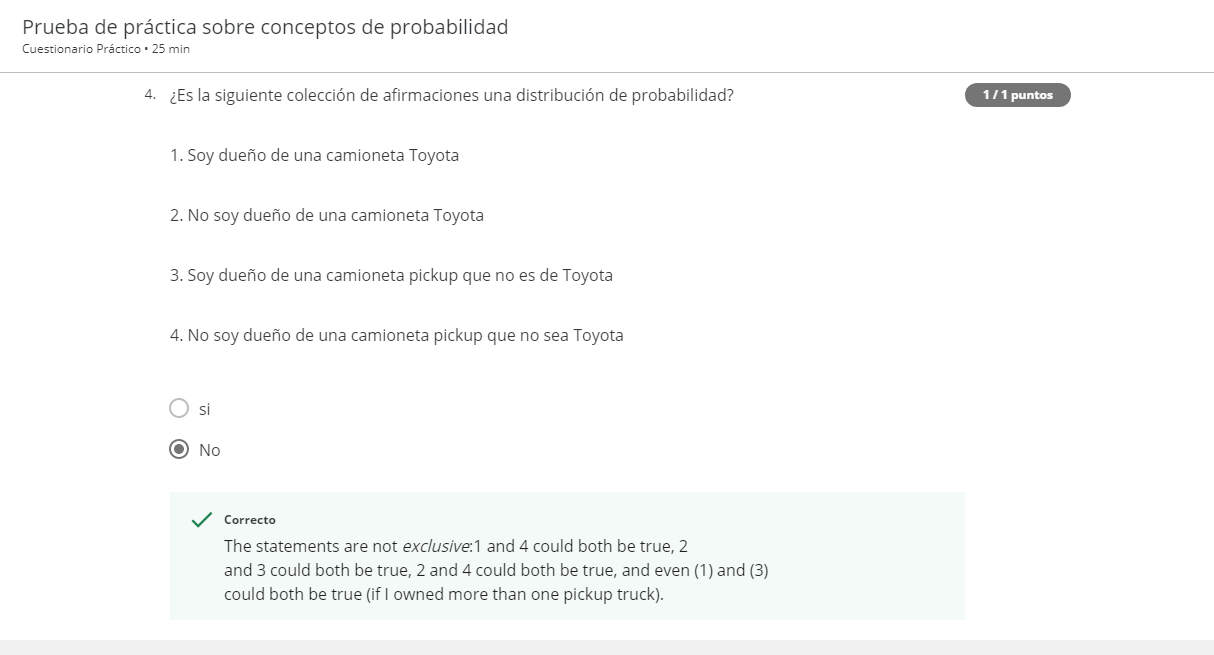 Prueba de práctica sobre conceptos de probabilidad
Cuestionario Práctico • 25 min
4. ¿Es la siguiente colección de afirmaciones una distribución de probabilidad?
1 / 1 puntos
1. Soy dueño de una camioneta Toyota
2. No soy dueño de una camioneta Toyota
3. Soy dueño de una camioneta pickup que no es de Toyota
4. No soy dueño de una camioneta pickup que no sea Toyota
si
No
Correcto
The statements are not exclusive:1 and 4 could both be true, 2
and 3 could both be true, 2 and 4 could both be true, and even (1) and (3)
could both be true (if I owned more than one pickup truck).